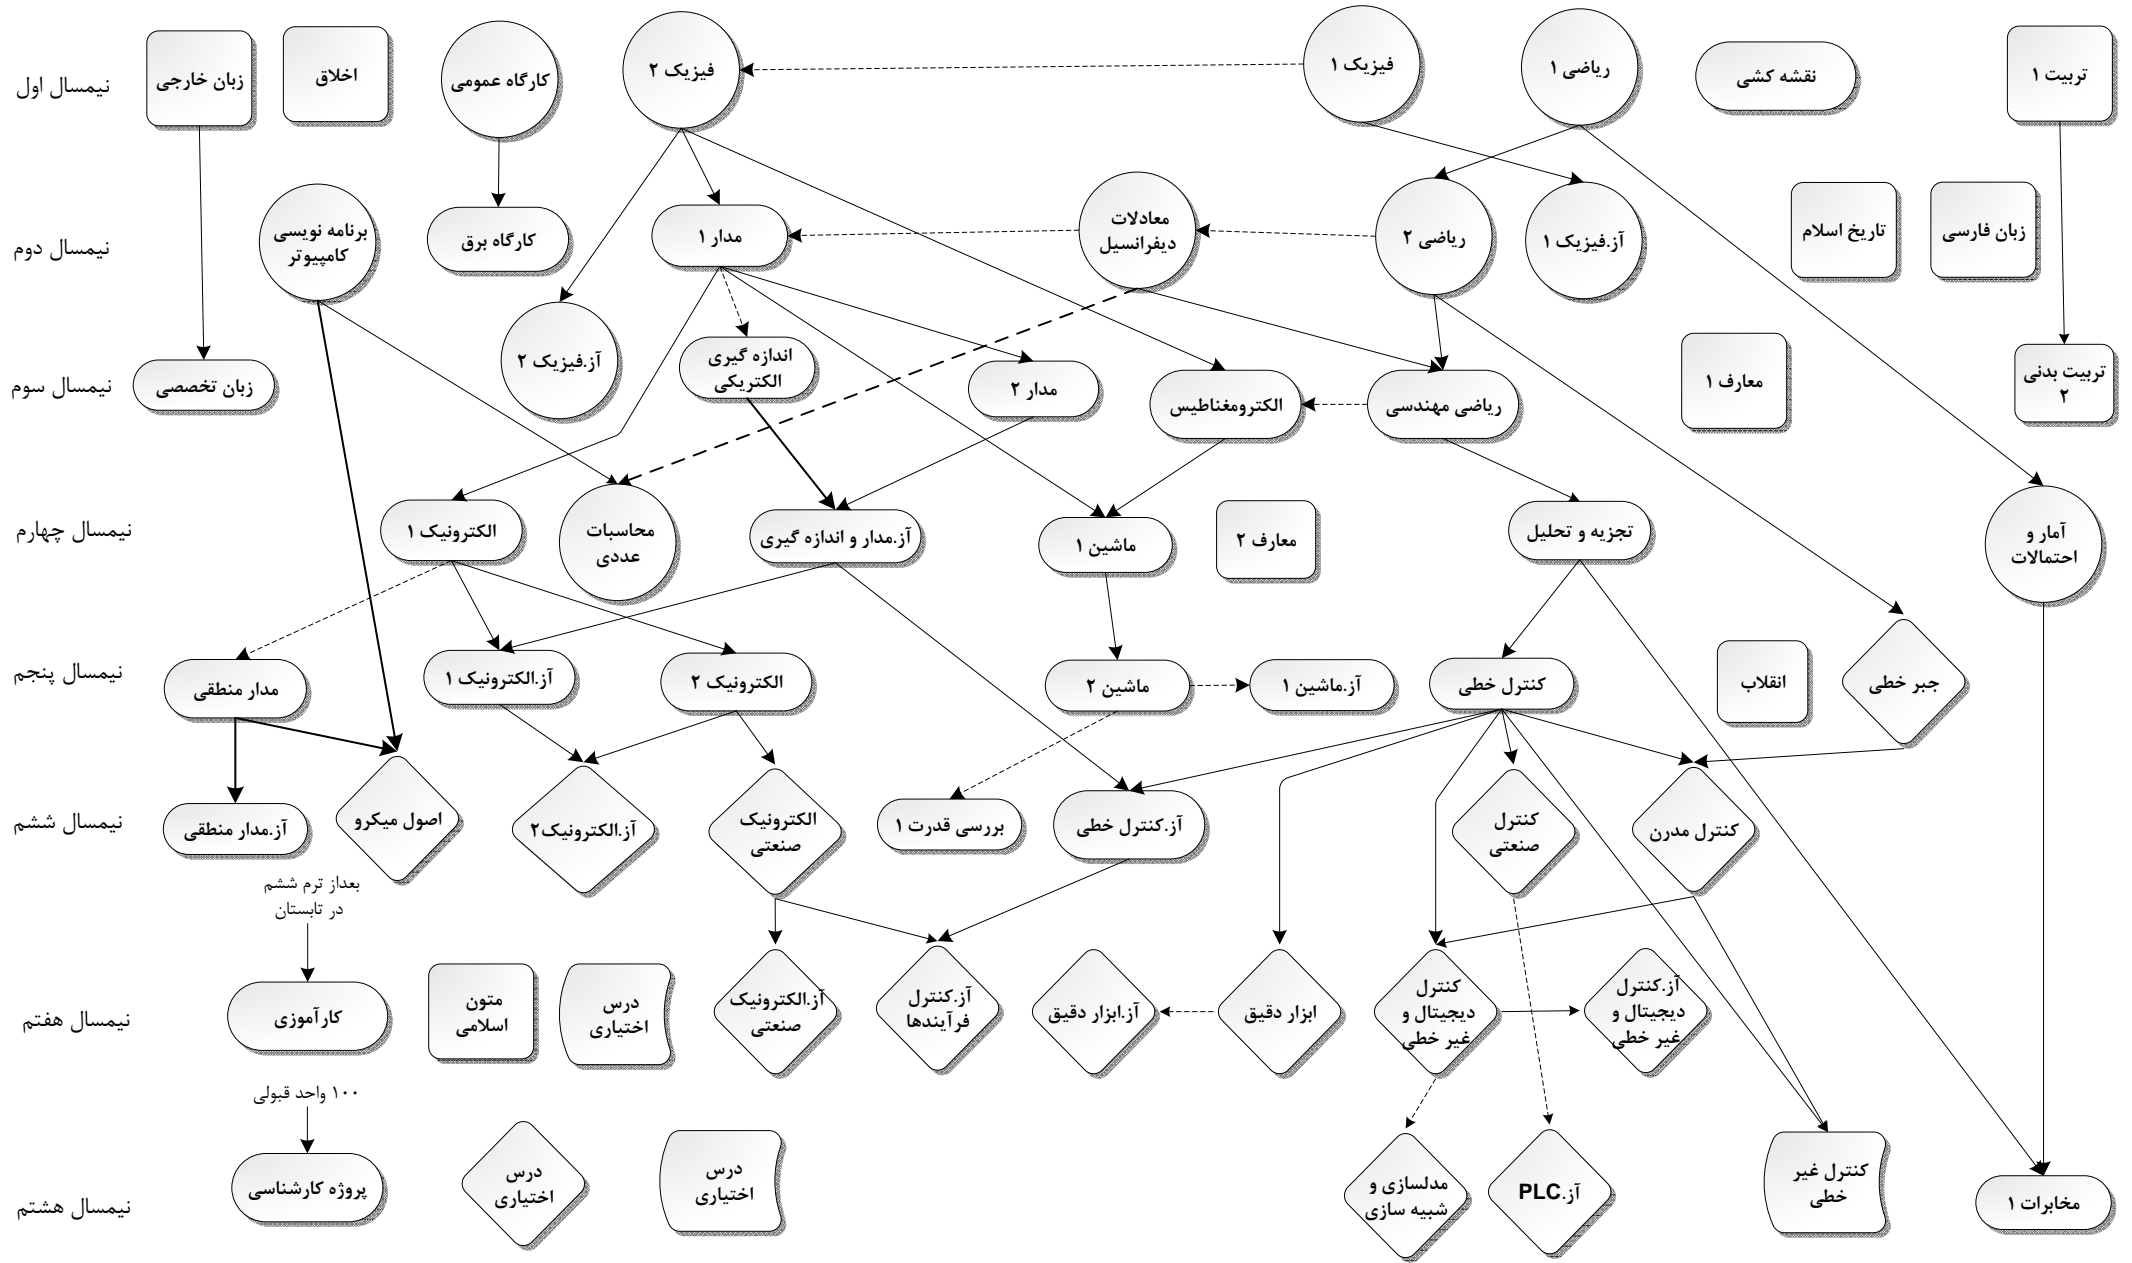 نیمسال اول
تربیت ۱
نقشه کشی
ریاضی ۱
فیزیک ۱
فیزیک ۲
کارگاه عمومی
اخلاق
زبان خارجی
نیمسال دوم
زبان فارسی
تاریخ اسلام
آز.فیزیک ۱
ریاضی ۲
معادلات
دیفرانسیل
مدار ۱
کارگاه برق
برنامه نویسی
کامپیوتر
نیمسال سوم
تربیت بدنی
۲
معارف ۱
ریاضی مهندسی
الکترومغناطیس
مدار ۲
اندازه گیری
الکتریکی
آز.فیزیک ۲
زبان تخصصی
نیمسال چهارم
آمار و
احتمالات
تجزیه و تحلیل
معارف ۲
ماشین ۱
آز.مدار و اندازه گیری
محاسبات
عددی
الکترونیک ۱
نیمسال پنجم
جبر خطی
انقلاب
کنترل خطی
آز.ماشین ۱
ماشین ۲
الکترونیک ۲
آز.الکترونیک ۱
مدار منطقی
نیمسال ششم
کنترل مدرن
کنترل
صنعتی
آز.کنترل خطی
بررسی قدرت ۱
الکترونیک
صنعتی
آز.الکترونیک۲
اصول میکرو
آز.مدار منطقی
بعداز ترم ششم
در تابستان
نیمسال هفتم
آز.کنترل
دیجیتال و
غیر خطی
کنترل
دیجیتال و
غیر خطی
ابزار دقیق
آز.ابزار دقیق
آز.کنترل
فرآیندها
آز.الکترونیک
صنعتی
درس
اختیاری
متون
اسلامی
کارآموزی
۱۰۰ واحد قبولی
نیمسال هشتم
مخابرات ۱
کنترل غیر
خطی
آز.PLC
مدلسازی و
شبیه سازی
درس
اختیاری
درس
اختیاری
پروژه کارشناسی